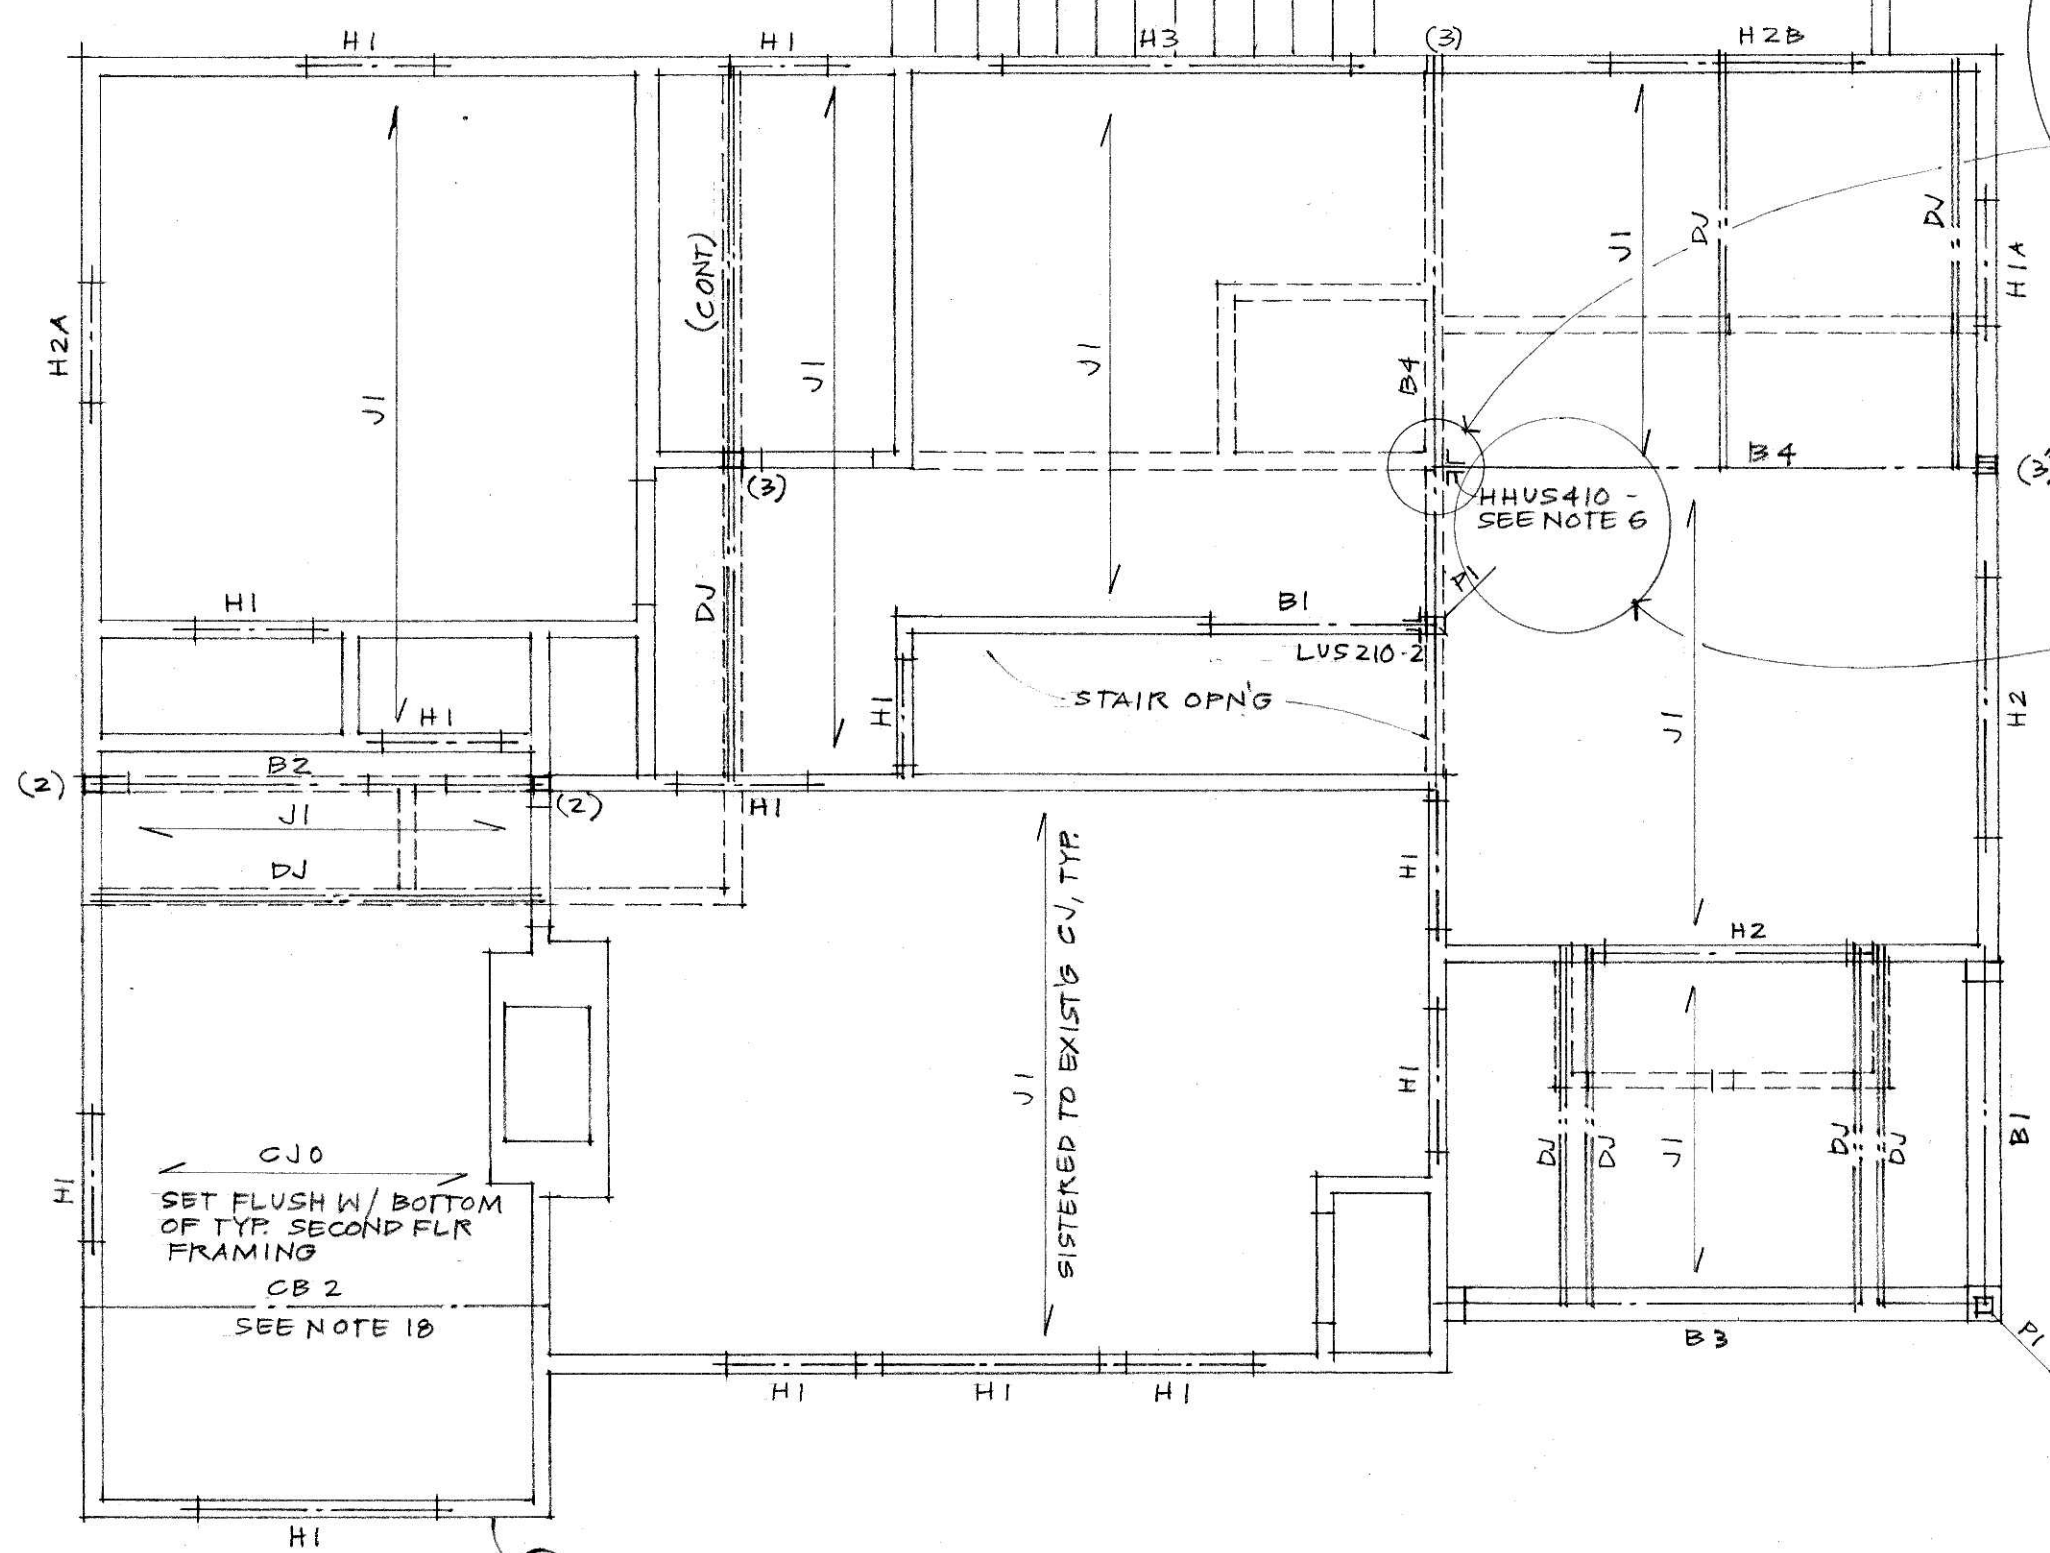 H1
H1
H3
(3)
H2B
(CONT)
DJ
DJ
H1A
J1
H2A
J1
J1
J1
B4
B4
(3)
(3)
HHUS410 -
SEE NOTE 6
P1
H1
DJ
B1
LUS210-2
STAIR OPN'G
H1
J1
H2
H1
B2
(2)
(2)
H1
J1
DJ
H1
H2
J1
SISTERED TO EXIST'G CJ, TYP.
H1
DJ
DJ
J1
DJ
DJ
B1
CJ0
SET FLUSH W/ BOTTOM
OF TYP. SECOND FLR
FRAMING
H1
CB2
SEE NOTE 18
B3
P1
H1
H1
H1
H1